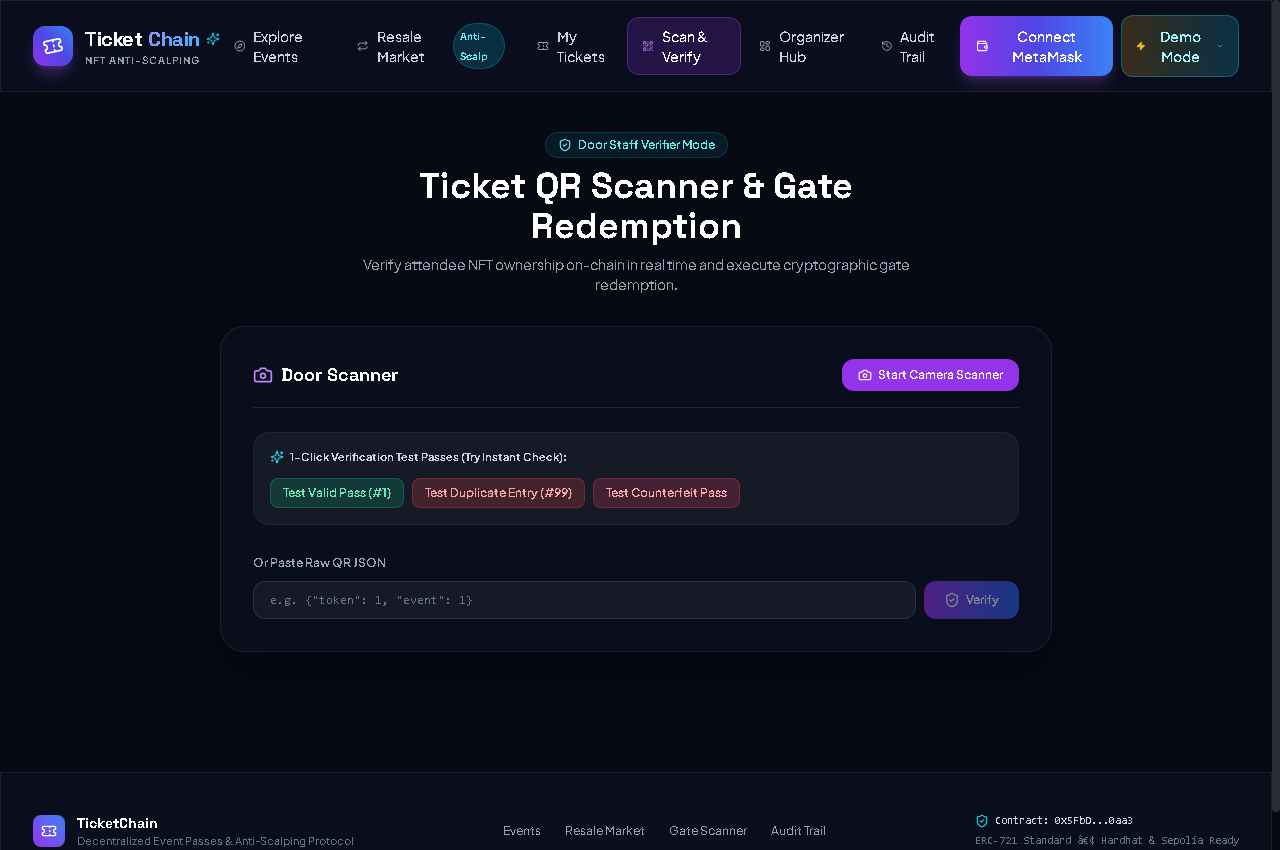 Ticket Chain
NFT ANTI-SCALPING
Explore
Events
Resale
Market
Anti-
Scalp
My
Tickets
Scan &
Verify
Organizer
Hub
Audit
Trail
Connect
MetaMask
Demo
Mode
Door Staff Verifier Mode
Ticket QR Scanner & Gate
Redemption
Verify attendee NFT ownership on-chain in real time and execute cryptographic gate
redemption.
Door Scanner
Start Camera Scanner
1-Click Verification Test Passes (Try Instant Check):
Test Valid Pass (#1)
Test Duplicate Entry (#99)
Test Counterfeit Pass
Or Paste Raw QR JSON
e.g. {"token": 1, "event": 1}
Verify
TicketChain
Decentralized Event Passes & Anti-Scalping Protocol
Events
Resale Market
Gate Scanner
Audit Trail
Contract: 0x5FbD...0aa3
ERC-721 Standard â€¢ Hardhat & Sepolia Ready